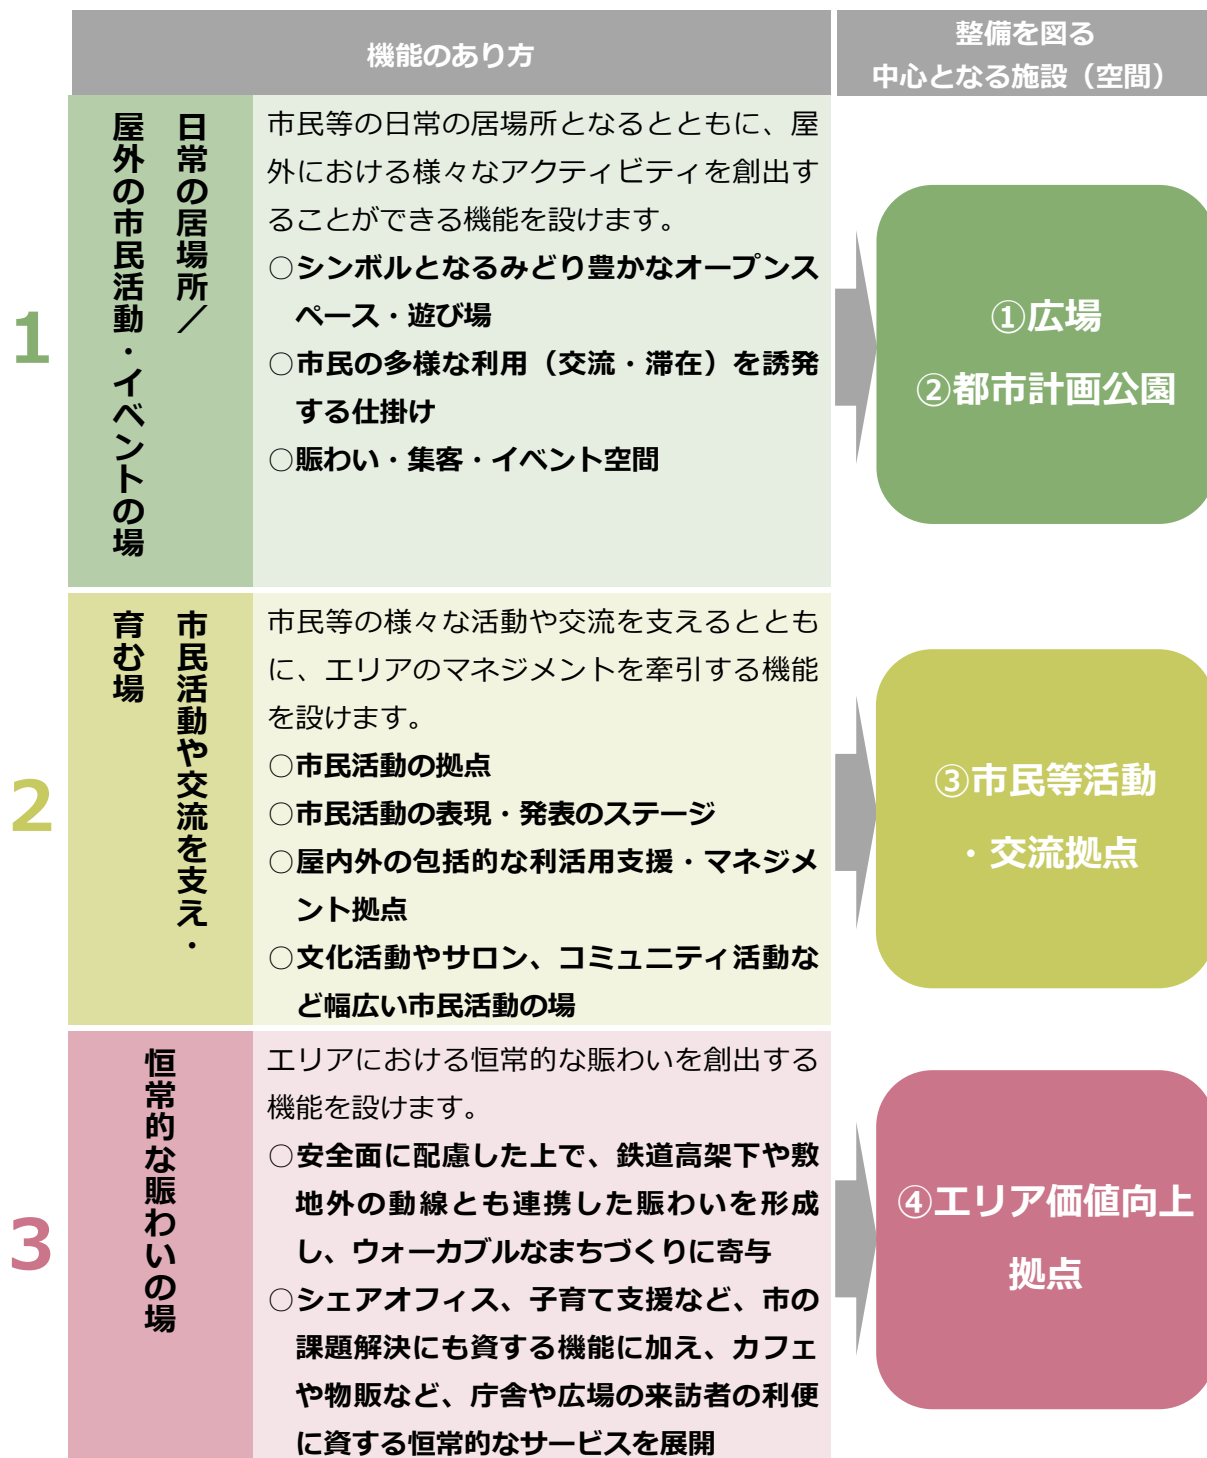 機能のあり方
整備を図る
中心となる施設（空間）
1
日常の居場所／
屋外の市民活動・イベントの場
市民等の日常の居場所となるとともに、屋
外における様々なアクティビティを創出す
ることができる機能を設けます。
○シンボルとなるみどり豊かなオープンス
ペース・遊び場
○市民の多様な利用（交流・滞在）を誘発
する仕掛け
○賑わい・集客・イベント空間
①広場
②都市計画公園
2
市民活動や交流を支え・
育む場
市民等の様々な活動や交流を支えるととも
に、エリアのマネジメントを牽引する機能
を設けます。
○市民活動の拠点
○市民活動の表現・発表のステージ
○屋内外の包括的な利活用支援・マネジメ
ント拠点
○文化活動やサロン、コミュニティ活動な
ど幅広い市民活動の場
③市民等活動
・交流拠点
3
恒常的な賑わいの場
エリアにおける恒常的な賑わいを創出する
機能を設けます。
○安全面に配慮した上で、鉄道高架下や敷
地外の動線とも連携した賑わいを形成
し、ウォーカブルなまちづくりに寄与
○シェアオフィス、子育て支援など、市の
課題解決にも資する機能に加え、カフェ
や物販など、庁舎や広場の来訪者の利便
に資する恒常的なサービスを展開
④エリア価値向上
拠点